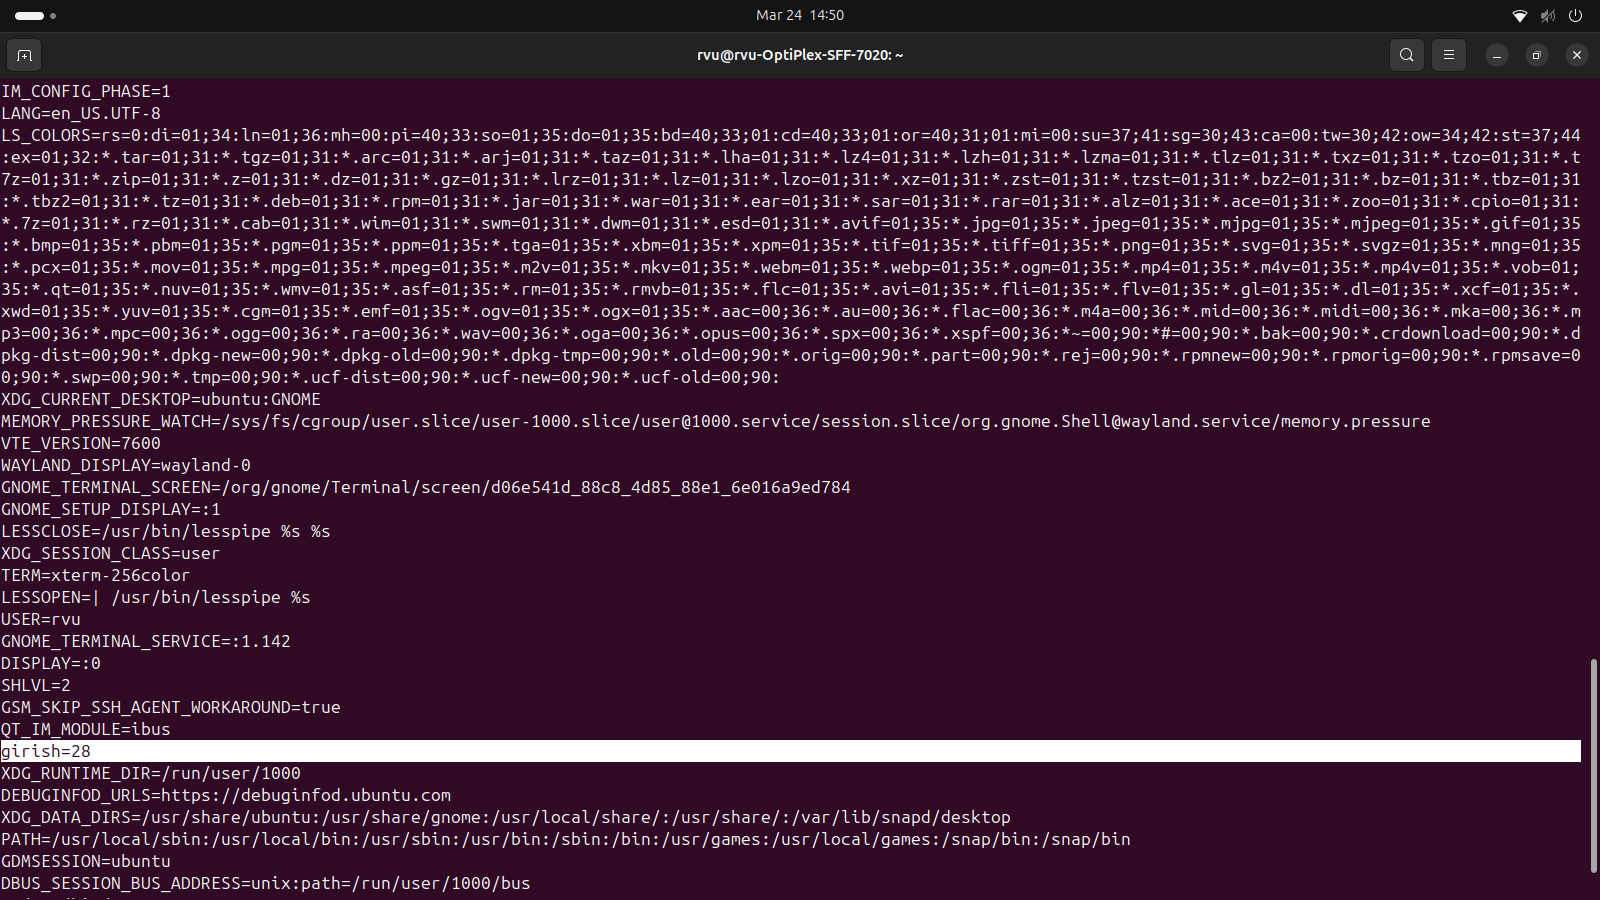 Mar 24 14:50
rvu@rvu-OptiPlex-SFF-7020: ~
IM_CONFIG_PHASE=1
LANG=en_US.UTF-8
LS_COLORS=rs=0:di=01;34:ln=01;36:mh=00:pi=40;33:so=01;35:do=01;35:bd=40;33;01:cd=40;33;01:or=40;31;01:mi=00:su=37;41:sg=30;43:ca=00:tw=30;42:ow=34;42:st=37;44
:ex=01;32:*.tar=01;31:*.tgz=01;31:*.arc=01;31:*.arj=01;31:*.taz=01;31:*.lha=01;31:*.lz4=01;31:*.lzh=01;31:*.lzma=01;31:*.tlz=01;31:*.txz=01;31:*.tzo=01;31:*.t
7z=01;31:*.zip=01;31:*.z=01;31:*.dz=01;31:*.gz=01;31:*.lrz=01;31:*.lz=01;31:*.lzo=01;31:*.xz=01;31:*.zst=01;31:*.tzst=01;31:*.bz2=01;31:*.bz=01;31:*.tbz=01;31
:*.tbz2=01;31:*.tz=01;31:*.deb=01;31:*.rpm=01;31:*.jar=01;31:*.war=01;31:*.ear=01;31:*.sar=01;31:*.rar=01;31:*.alz=01;31:*.ace=01;31:*.zoo=01;31:*.cpio=01;31:
*.7z=01;31:*.rz=01;31:*.cab=01;31:*.wim=01;31:*.swm=01;31:*.dwm=01;31:*.esd=01;31:*.avif=01;35:*.jpg=01;35:*.jpeg=01;35:*.mjpg=01;35:*.mjpeg=01;35:*.gif=01;35
:*.bmp=01;35:*.pbm=01;35:*.pgm=01;35:*.ppm=01;35:*.tga=01;35:*.xbm=01;35:*.xpm=01;35:*.tif=01;35:*.tiff=01;35:*.png=01;35:*.svg=01;35:*.svgz=01;35:*.mng=01;35
:*.pcx=01;35:*.mov=01;35:*.mpg=01;35:*.mpeg=01;35:*.m2v=01;35:*.mkv=01;35:*.webm=01;35:*.webp=01;35:*.ogm=01;35:*.mp4=01;35:*.m4v=01;35:*.mp4v=01;35:*.vob=01;
35:*.qt=01;35:*.nuv=01;35:*.wmv=01;35:*.asf=01;35:*.rm=01;35:*.rmvb=01;35:*.flc=01;35:*.avi=01;35:*.fli=01;35:*.flv=01;35:*.gl=01;35:*.dl=01;35:*.xcf=01;35:*.
xwd=01;35:*.yuv=01;35:*.cgm=01;35:*.emf=01;35:*.ogv=01;35:*.ogx=01;35:*.aac=00;36:*.au=00;36:*.flac=00;36:*.m4a=00;36:*.mid=00;36:*.midi=00;36:*.mka=00;36:*.m
p3=00;36:*.mpc=00;36:*.ogg=00;36:*.ra=00;36:*.wav=00;36:*.oga=00;36:*.opus=00;36:*.spx=00;36:*.xspf=00;36:*~=00;90:*#=00;90:*.bak=00;90:*.crdownload=00;90:*.d
pkg-dist=00;90:*.dpkg-new=00;90:*.dpkg-old=00;90:*.dpkg-tmp=00;90:*.old=00;90:*.orig=00;90:*.part=00;90:*.rej=00;90:*.rpmnew=00;90:*.rpmorig=00;90:*.rpmsave=0
0;90:*.swp=00;90:*.tmp=00;90:*.ucf-dist=00;90:*.ucf-new=00;90:*.ucf-old=00;90:
XDG_CURRENT_DESKTOP=ubuntu:GNOME
MEMORY_PRESSURE_WATCH=/sys/fs/cgroup/user.slice/user-1000.slice/user@1000.service/session.slice/org.gnome.Shell@wayland.service/memory.pressure
VTE_VERSION=7600
WAYLAND_DISPLAY=wayland-0
GNOME_TERMINAL_SCREEN=/org/gnome/Terminal/screen/d06e541d_88c8_4d85_88e1_6e016a9ed784
GNOME_SETUP_DISPLAY=:1
LESSCLOSE=/usr/bin/lesspipe %s %s
XDG_SESSION_CLASS=user
TERM=xterm-256color
LESSOPEN=| /usr/bin/lesspipe %s
USER=rvu
GNOME_TERMINAL_SERVICE=:1.142
DISPLAY=:0
SHLVL=2
GSM_SKIP_SSH_AGENT_WORKAROUND=true
QT_IM_MODULE=ibus
girish=28
XDG_RUNTIME_DIR=/run/user/1000
DEBUGINFOD_URLS=https://debuginfod.ubuntu.com
XDG_DATA_DIRS=/usr/share/ubuntu:/usr/share/gnome:/usr/local/share/:/usr/share/:/var/lib/snapd/desktop
PATH=/usr/local/sbin:/usr/local/bin:/usr/sbin:/usr/bin:/sbin:/bin:/usr/games:/usr/local/games:/snap/bin:/snap/bin
GDMSESSION=ubuntu
DBUS_SESSION_BUS_ADDRESS=unix:path=/run/user/1000/bus